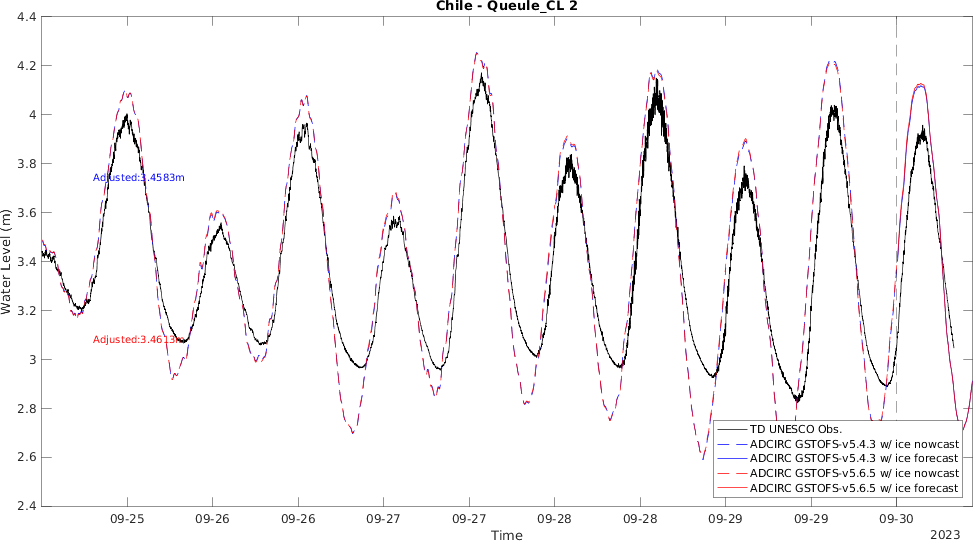 Chile - Queule_CL 2
4.4
4.2
4
3.8
3.6
3.4
3.2
3
2.8
2.6
2.4
Water Level (m)
Adjusted:3.4583m
Adjusted:3.4613m
TD UNESCO Obs.
ADCIRC GSTOFS-v5.4.3 w/ ice nowcast
ADCIRC GSTOFS-v5.4.3 w/ ice forecast
ADCIRC GSTOFS-v5.6.5 w/ ice nowcast
ADCIRC GSTOFS-v5.6.5 w/ ice forecast
09-25 09-26 09-26 09-27 09-27 09-28 09-28 09-29 09-29 09-30
Time
2023